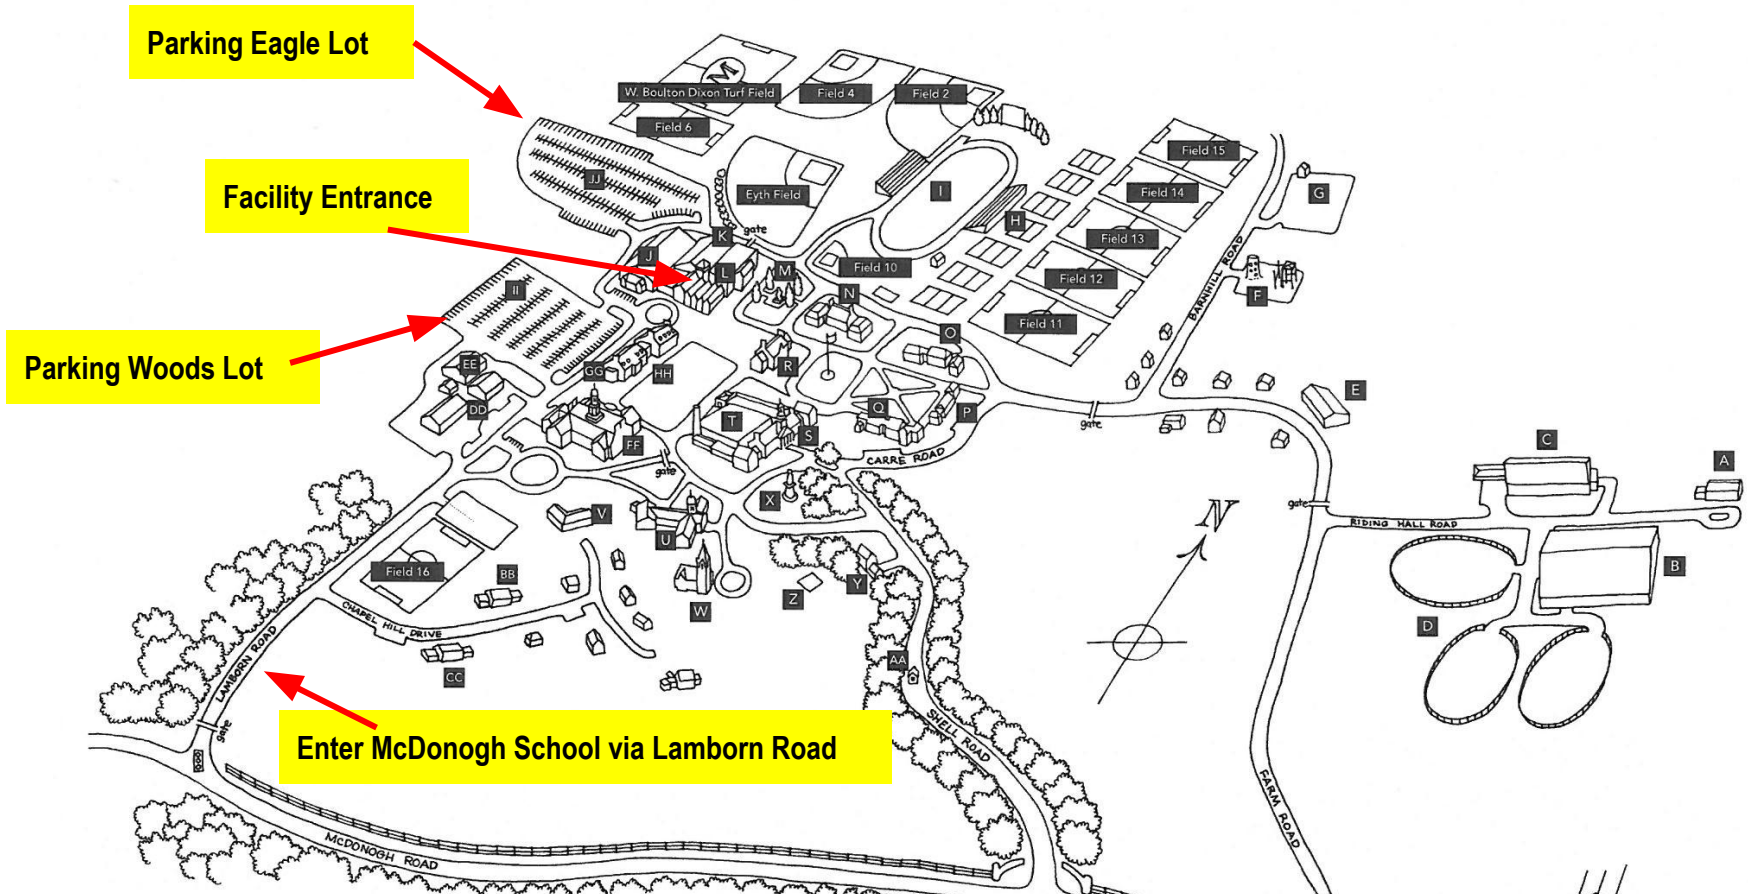 Parking Eagle Lot
W. Boulton Dixon Turf Field
M
Field 4
Field 2
Field 6
Field 15
JJ
Facility Entrance
Eyth Field
I
Field 14
G
H
K
gate
Field 13
J
L
M
Field 10
Field 12
BARNHILL ROAD
II
N
F
Field 11
Parking Woods Lot
O
EE
GG
HH
R
DD
E
T
Q
P
S
FF
gate
CARRE ROAD
gate
C
A
X
N
gate
RIDING HALL ROAD
V
U
Field 16
BB
Z
Y
W
B
CHAPEL HILL DRIVE
D
LAMBORN ROAD
CC
AA
gate
SHELL ROAD
Enter McDonogh School via Lamborn Road
FARM ROAD
MCDONOGH ROAD